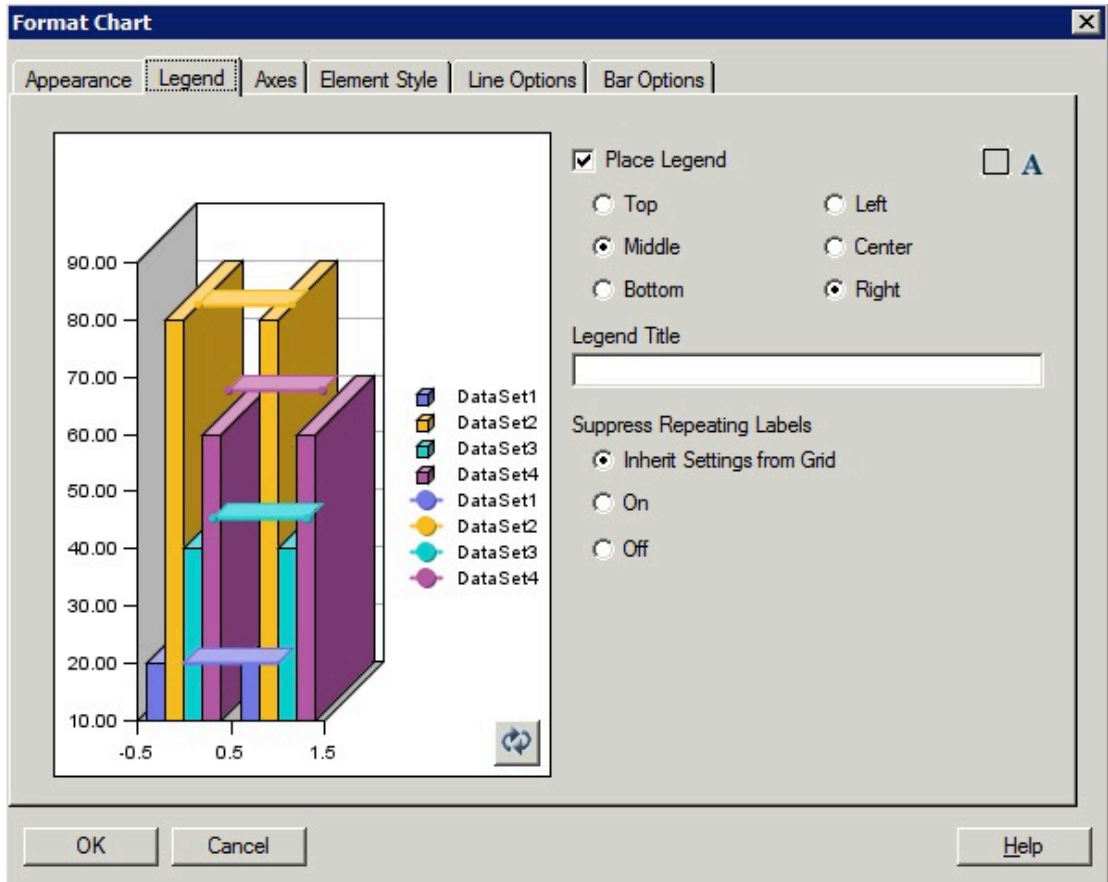 Format Chart
Appearance Legend Axes Element Style Line Options Bar Options
Place Legend
A
Top
Left
Middle
Center
Bottom
Right
Legend Title
Suppress Repeating Labels
Inherit Settings from Grid
On
Off
90.00
80.00
70.00
60.00
50.00
40.00
30.00
20.00
10.00
-0.5 0.5 1.5
DataSet1
DataSet2
DataSet3
DataSet4
DataSet1
DataSet2
DataSet3
DataSet4
OK Cancel Help